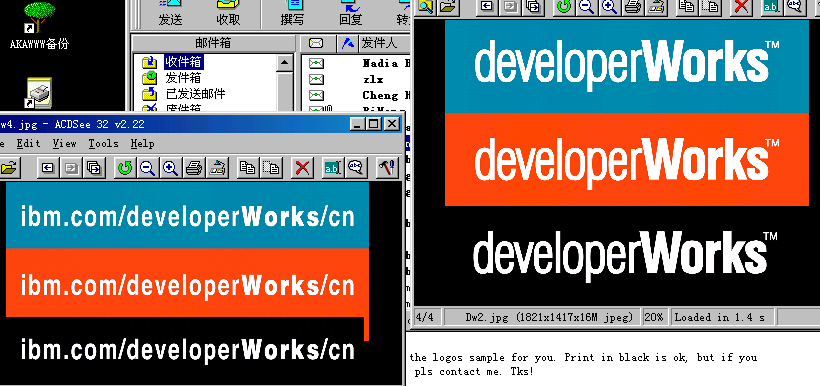 AKAWWW备份
发送 收取 撰写 回复
邮件箱
发件人
收件箱
发件箱
已发送邮件
废件箱
Nadia
zlx
Cheng
w4.jpg - ACDSee 32 v2.22
Edit View Tools Help
ibm.com/developerWorks/cn
ibm.com/developerWorks/cn
ibm.com/developerWorks/cn
developerWorks™
developerWorks™
developerWorks™
4/4 Dw2.jpg (1821x1417x16M jpeg) 20% Loaded in 1.4 s
the logos sample for you. Print in black is ok, but if you
pls contact me. Tks!